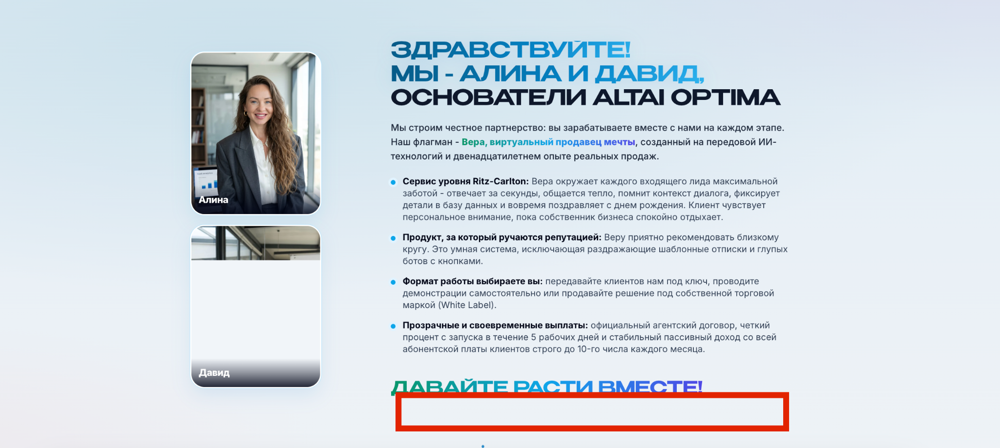 ЗДРАВСТВУЙТЕ!
МЫ - АЛИНА И ДАВИД,
ОСНОВАТЕЛИ ALTAI OPTIMA
Мы строим честное партнерство: вы зарабатываете вместе с нами на каждом этапе.
Наш флагман - Вера, виртуальный продавец мечты, созданный на передовой ИИ-
технологий и двенадцатилетнем опыте реальных продаж.
Сервис уровня Ritz-Carlton: Вера окружает каждого входящего лида максимальной
заботой - отвечает за секунды, общается тепло, помнит контекст диалога, фиксирует
детали в базу данных и вовремя поздравляет с днем рождения. Клиент чувствует
персональное внимание, пока собственник бизнеса спокойно отдыхает.
Продукт, за который ручаются репутацией: Веру приятно рекомендовать близкому
кругу. Это умная система, исключающая раздражающие шаблонные отписки и глупых
ботов с кнопками.
Формат работы выбираете вы: передавайте клиентов нам под ключ, проводите
демонстрации самостоятельно или продавайте решение под собственной торговой
маркой (White Label).
Прозрачные и своевременные выплаты: официальный агентский договор, четкий
процент с запуска в течение 5 рабочих дней и стабильный пассивный доход со всей
абонентской платы клиентов строго до 10-го числа каждого месяца.
ДАВАЙТЕ РАСТИ ВМЕСТЕ!
Алина
Давид